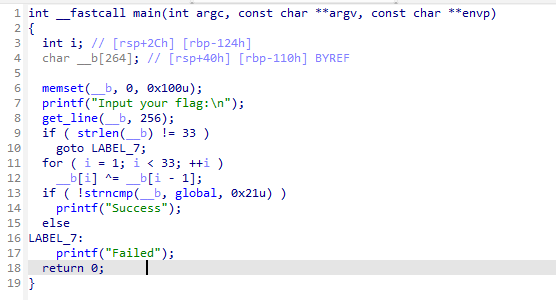 1 int __fastcall main(int argc, const char **argv, const char **envp)
2 {
3   int i; // [rsp+2Ch] [rbp-124h]
4   char __b[264]; // [rsp+40h] [rbp-110h] BYREF
5
6   memset(__b, 0, 0x100u);
7   printf("Input your flag:\n");
8   get_line(__b, 256);
9   if ( strlen(__b) != 33 )
10     goto LABEL_7;
11   for ( i = 1; i < 33; ++i )
12     __b[i] ^= __b[i - 1];
13   if ( !strncmp(__b, global, 0x21u) )
14     printf("Success");
15   else
16 LABEL_7:
17     printf("Failed");
18   return 0;
19 }